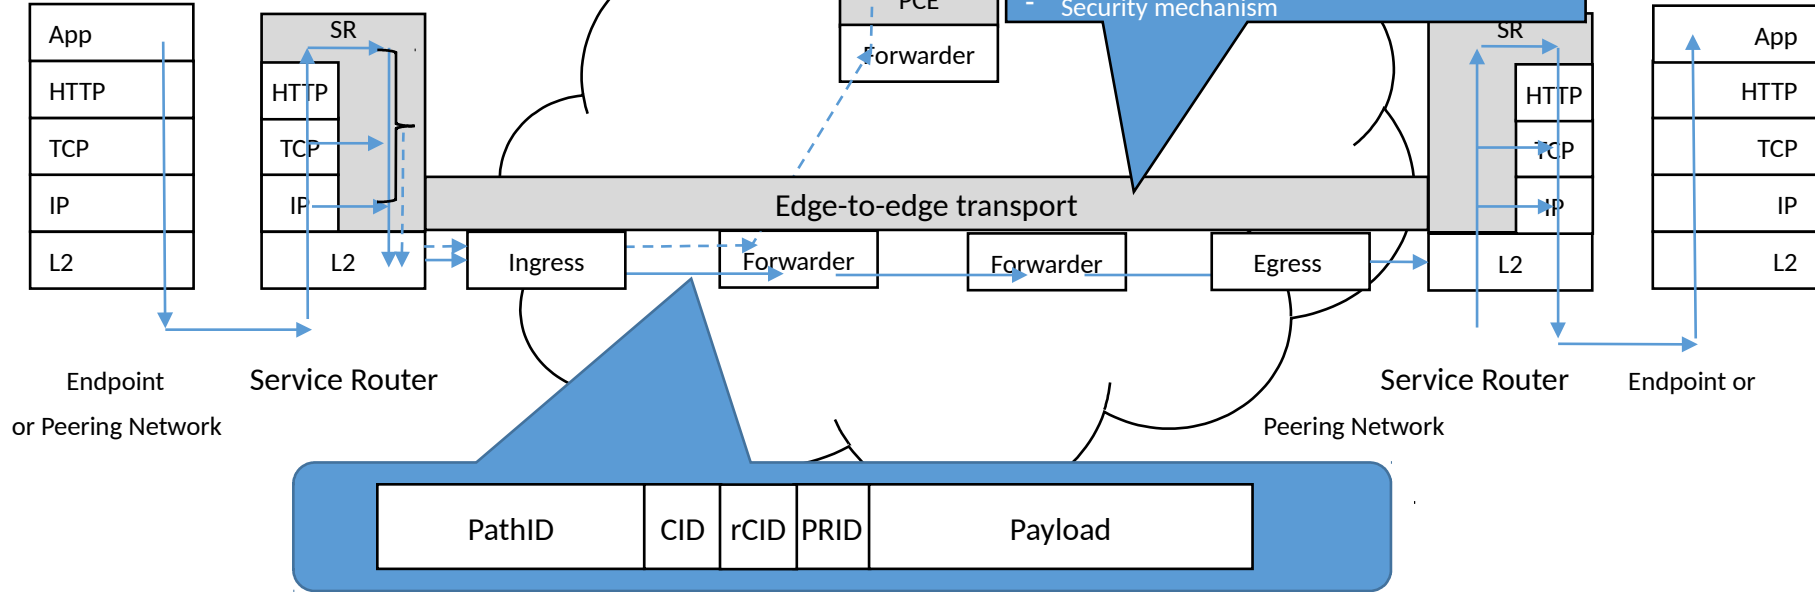 PCE
- Security mechanism
App
SR
Forwarder
SR
App
HTTP
HTTP
HTTP
HTTP
TCP
TCP
TCP
TCP
IP
IP
Edge-to-edge transport
IP
IP
L2
L2
Ingress
Forwarder
Forwarder
Egress
L2
L2
Endpoint
or Peering Network
Service Router
Service Router
Endpoint or
Peering Network
PathID
CID
rCID
PRID
Payload